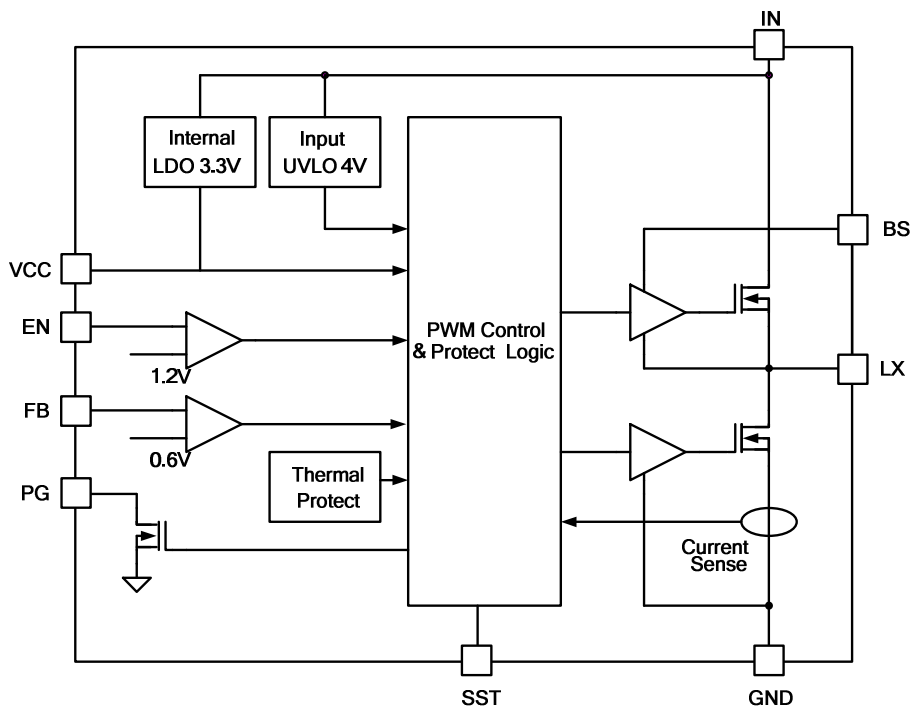 IN
Internal
LDO 3.3V
Input
UVLO 4V
BS
VCC
EN
1.2V
PWM Control
& Protect Logic
LX
FB
0.6V
Thermal
Protect
PG
Current
Sense
SST
GND